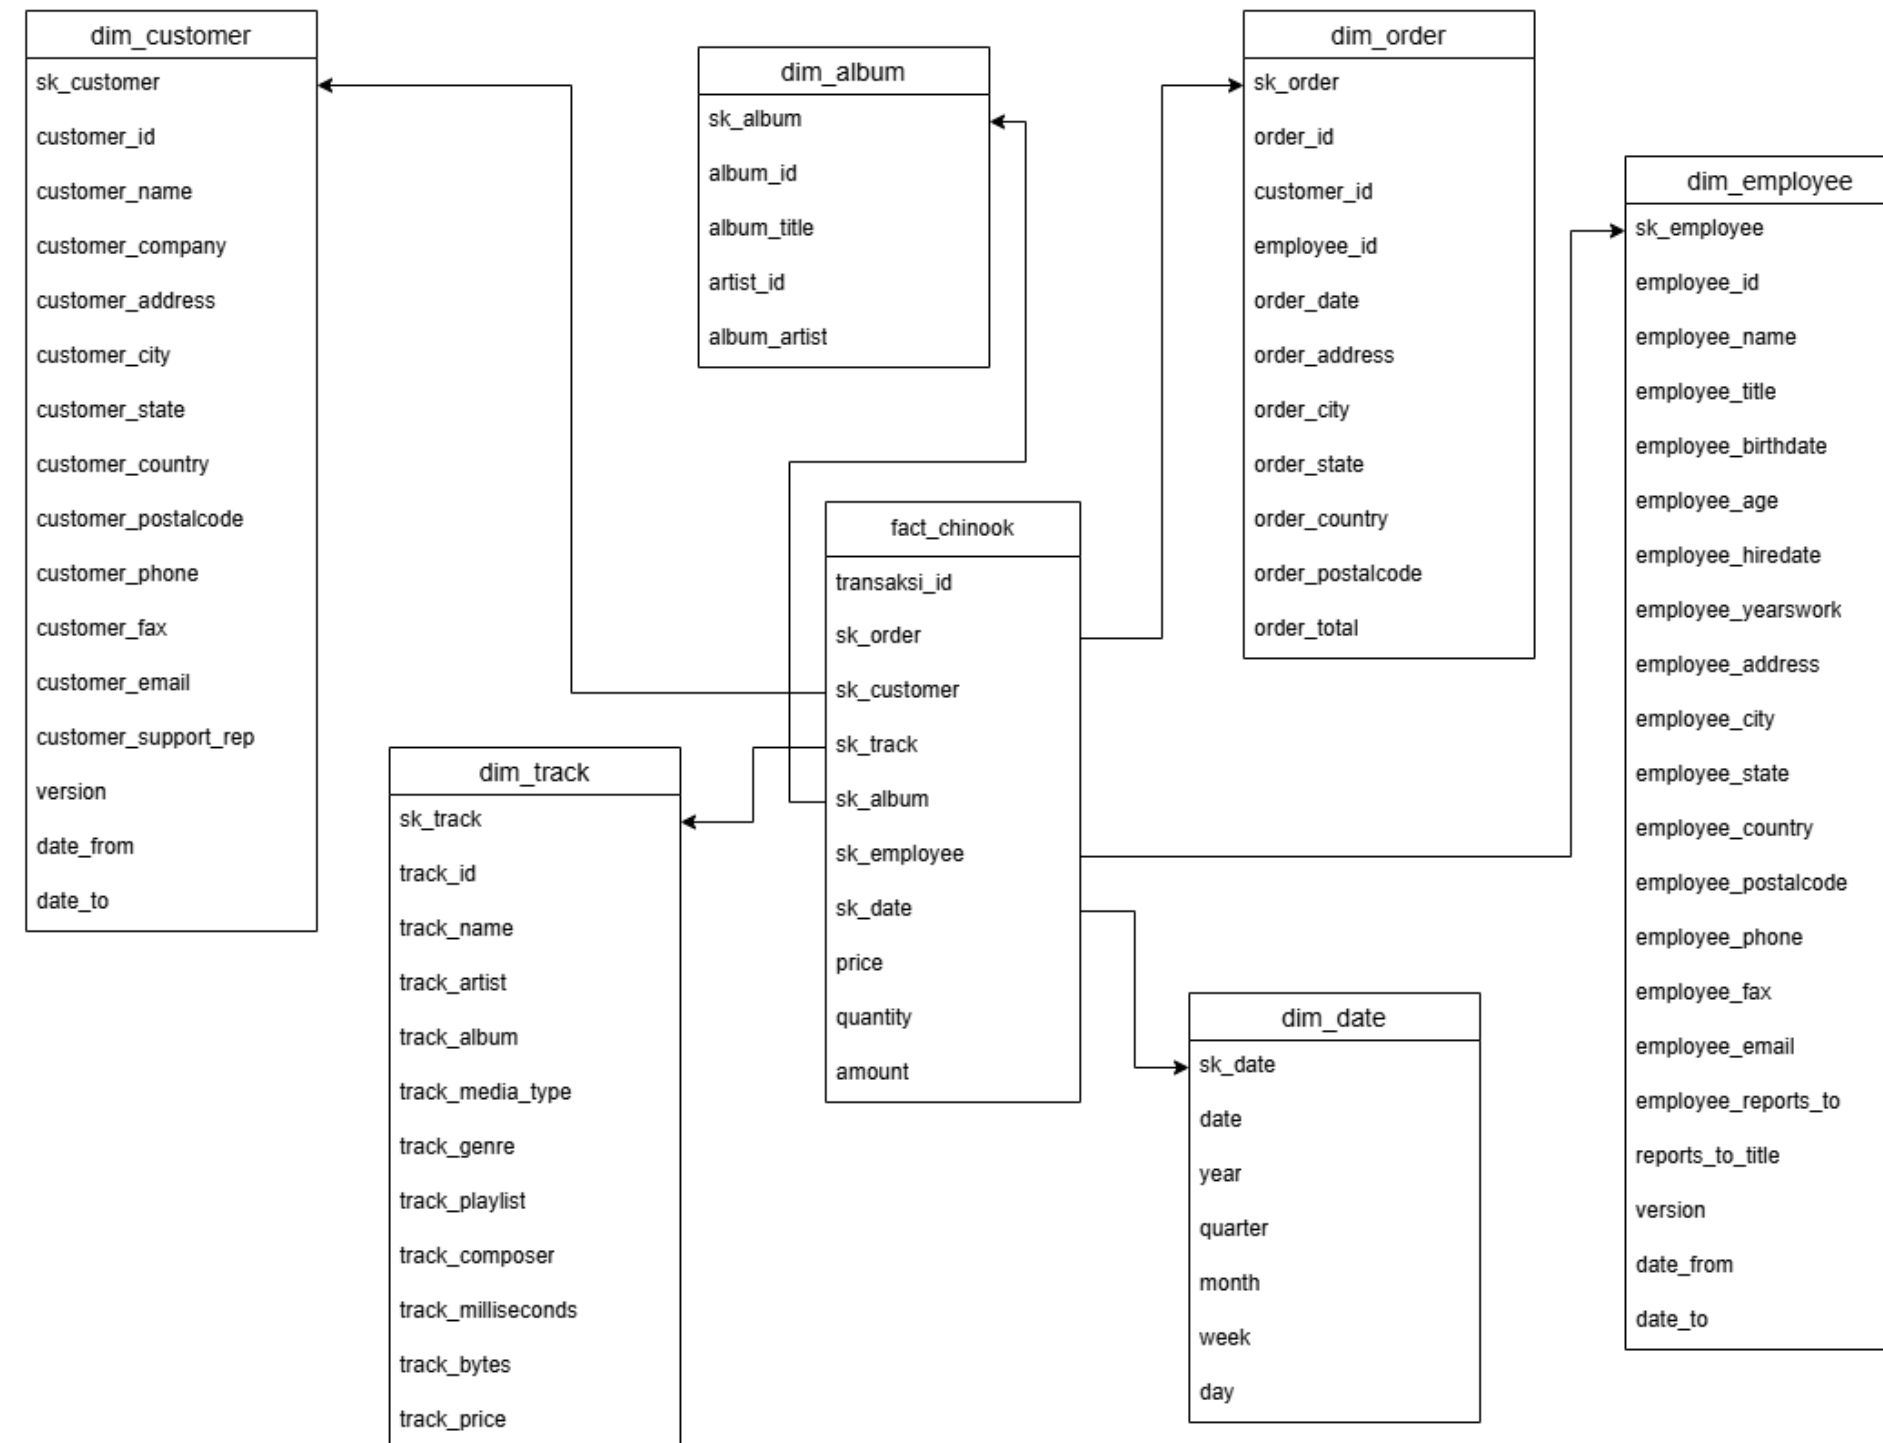 dim_customer
sk_customer
customer_id
customer_name
customer_company
customer_address
customer_city
customer_state
customer_country
customer_postalcode
customer_phone
customer_fax
customer_email
customer_support_rep
version
date_from
date_to
dim_album
sk_album
album_id
album_title
artist_id
album_artist
dim_order
sk_order
order_id
customer_id
employee_id
order_date
order_address
order_city
order_state
order_country
order_postalcode
order_total
dim_employee
sk_employee
employee_id
employee_name
employee_title
employee_birthdate
employee_age
employee_hiredate
employee_yearswork
employee_address
employee_city
employee_state
employee_country
employee_postalcode
employee_phone
employee_fax
employee_email
employee_reports_to
reports_to_title
version
date_from
date_to
fact_chinook
transaksi_id
sk_order
sk_customer
sk_track
sk_album
sk_employee
sk_date
price
quantity
amount
dim_track
sk_track
track_id
track_name
track_artist
track_album
track_media_type
track_genre
track_playlist
track_composer
track_milliseconds
track_bytes
track_price
dim_date
sk_date
date
year
quarter
month
week
day